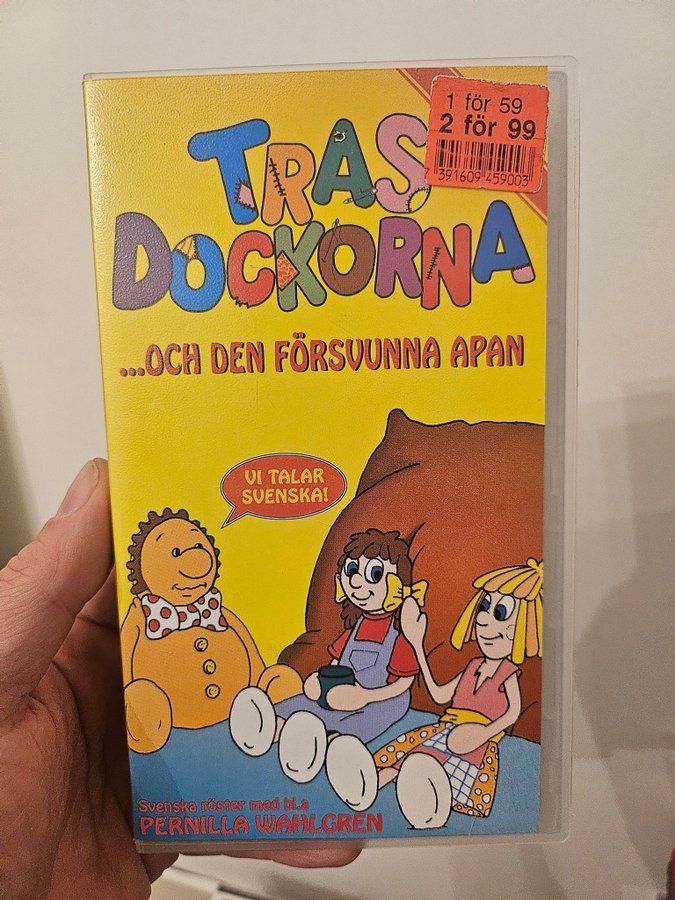 1 för 59
2 för 99
7 391609 459003
TRAS
DOCKORNA
...OCH DEN FÖRSVUNNA APAN
VI TALAR
SVENSKA!
Svenska röster med bl.a
PERNILLA WAHLGREN